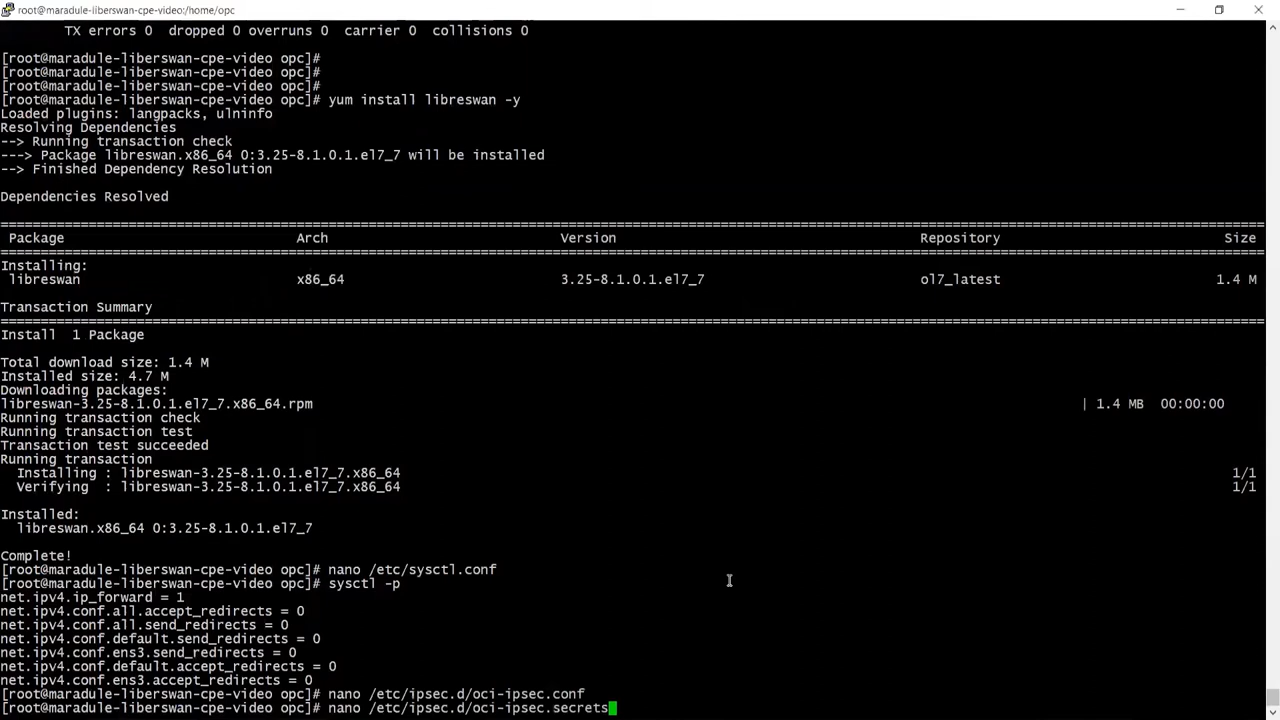 root@maradule-liberswan-cpe-video:/home/opc
TX errors 0  dropped 0 overruns 0  carrier 0  collisions 0
[root@maradule-liberswan-cpe-video opc]#
[root@maradule-liberswan-cpe-video opc]#
[root@maradule-liberswan-cpe-video opc]#
[root@maradule-liberswan-cpe-video opc]# yum install libreswan -y
Loaded plugins: langpacks, ulninfo
Resolving Dependencies
--> Running transaction check
---> Package libreswan.x86_64 0:3.25-8.1.0.1.el7_7 will be installed
--> Finished Dependency Resolution
Dependencies Resolved
Package Arch Version Repository Size
Installing:
libreswan x86_64 3.25-8.1.0.1.el7_7 ol7_latest 1.4 M
Transaction Summary
Install  1 Package
Total download size: 1.4 M
Installed size: 4.7 M
Downloading packages:
libreswan-3.25-8.1.0.1.el7_7.x86_64.rpm | 1.4 MB  00:00:00
Running transaction check
Running transaction test
Transaction test succeeded
Running transaction
Installing : libreswan-3.25-8.1.0.1.el7_7.x86_64 1/1
Verifying  : libreswan-3.25-8.1.0.1.el7_7.x86_64 1/1
Installed:
libreswan.x86_64 0:3.25-8.1.0.1.el7_7
Complete!
[root@maradule-liberswan-cpe-video opc]# nano /etc/sysctl.conf
[root@maradule-liberswan-cpe-video opc]# sysctl -p
net.ipv4.ip_forward = 1
net.ipv4.conf.all.accept_redirects = 0
net.ipv4.conf.all.send_redirects = 0
net.ipv4.conf.default.send_redirects = 0
net.ipv4.conf.ens3.send_redirects = 0
net.ipv4.conf.default.accept_redirects = 0
net.ipv4.conf.ens3.accept_redirects = 0
[root@maradule-liberswan-cpe-video opc]# nano /etc/ipsec.d/oci-ipsec.conf
[root@maradule-liberswan-cpe-video opc]# nano /etc/ipsec.d/oci-ipsec.secrets